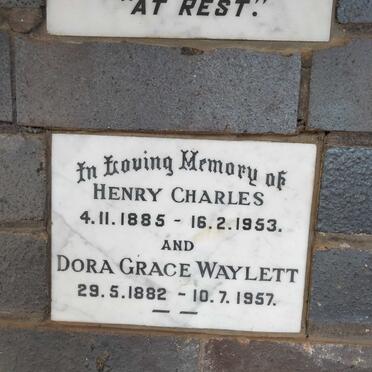 "AT REST."
In Loving Memory of
HENRY CHARLES
4.11.1885 - 16.2.1953.
AND
DORA GRACE WAYLETT
29.5.1882 - 10.7.1957.